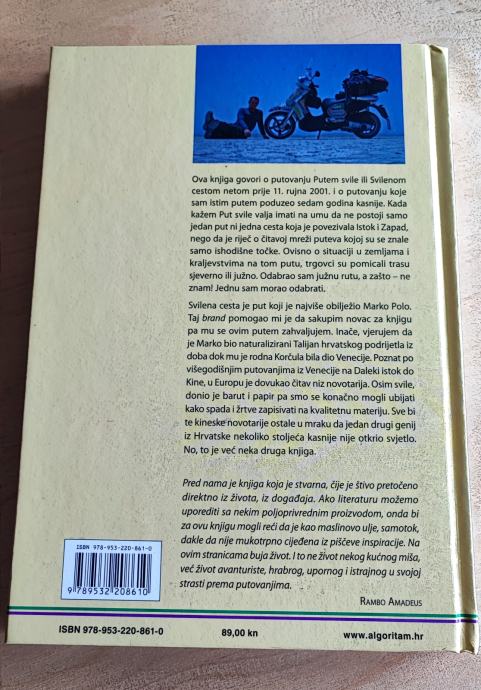 Ova knjiga govori o putovanju Putem svile ili Svilenom
cestom netom prije 11. rujna 2001. i o putovanju koje
sam istim putem poduzeo sedam godina kasnije. Kada
kažem Put svile valja imati na umu da ne postoji samo
jedan put ni jedna cesta koja je povezivala Istok i Zapad,
nego da je riječ o čitavoj mreži puteva kojoj su se znale
samo ishodišne točke. Ovisno o situaciji u zemljama i
kraljevstvima na tom putu, trgovci su pomicali trasu
sjeverno ili južno. Odabrao sam južnu rutu, a zašto – ne
znam! Jednu sam morao odabrati.
Svilena cesta je put koji je najviše obilježio Marko Polo.
Taj brand pomogao mi je da sakupim novac za knjigu
pa mu se ovim putem zahvaljujem. Inače, vjerujem da
je Marko bio naturalizirani Talijan hrvatskog podrijetla iz
doba dok mu je rodna Korčula bila dio Venecije. Poznat po
višegodišnjim putovanjima iz Venecije na Daleki istok do
Kine, u Europu je dovukao čitav niz novotarija. Osim svile,
donio je barut i papir pa smo se konačno mogli ubijati
kako spada i žrtve zapisivati na kvalitetnu materiju. Sve bi
te kineske novotarije ostale u mraku da jedan drugi genij
iz Hrvatske nekoliko stoljeća kasnije nije otkrio svjetlo.
No, to je već neka druga knjiga.
Pred nama je knjiga koja je stvarna, čije je štivo pretočeno
direktno iz života, iz događaja. Ako literaturu možemo
uporediti sa nekim poljoprivrednim proizvodom, onda bi
za ovu knjigu mogli reći da je kao maslinovo ulje, samotok,
dakle da nije mukotrpno cijeđena iz piščeve inspiracije. Na
ovim stranicama buja život. I to ne život nekog kućnog miša,
već život avanturiste, hrabrog, upornog i istrajnog u svojoj
strasti prema putovanjima.
RAMBO AMADEUS
ISBN 978-953-220-861-0
9 789532 208610
ISBN 978-953-220-861-0 89,00 kn www.algoritam.hr